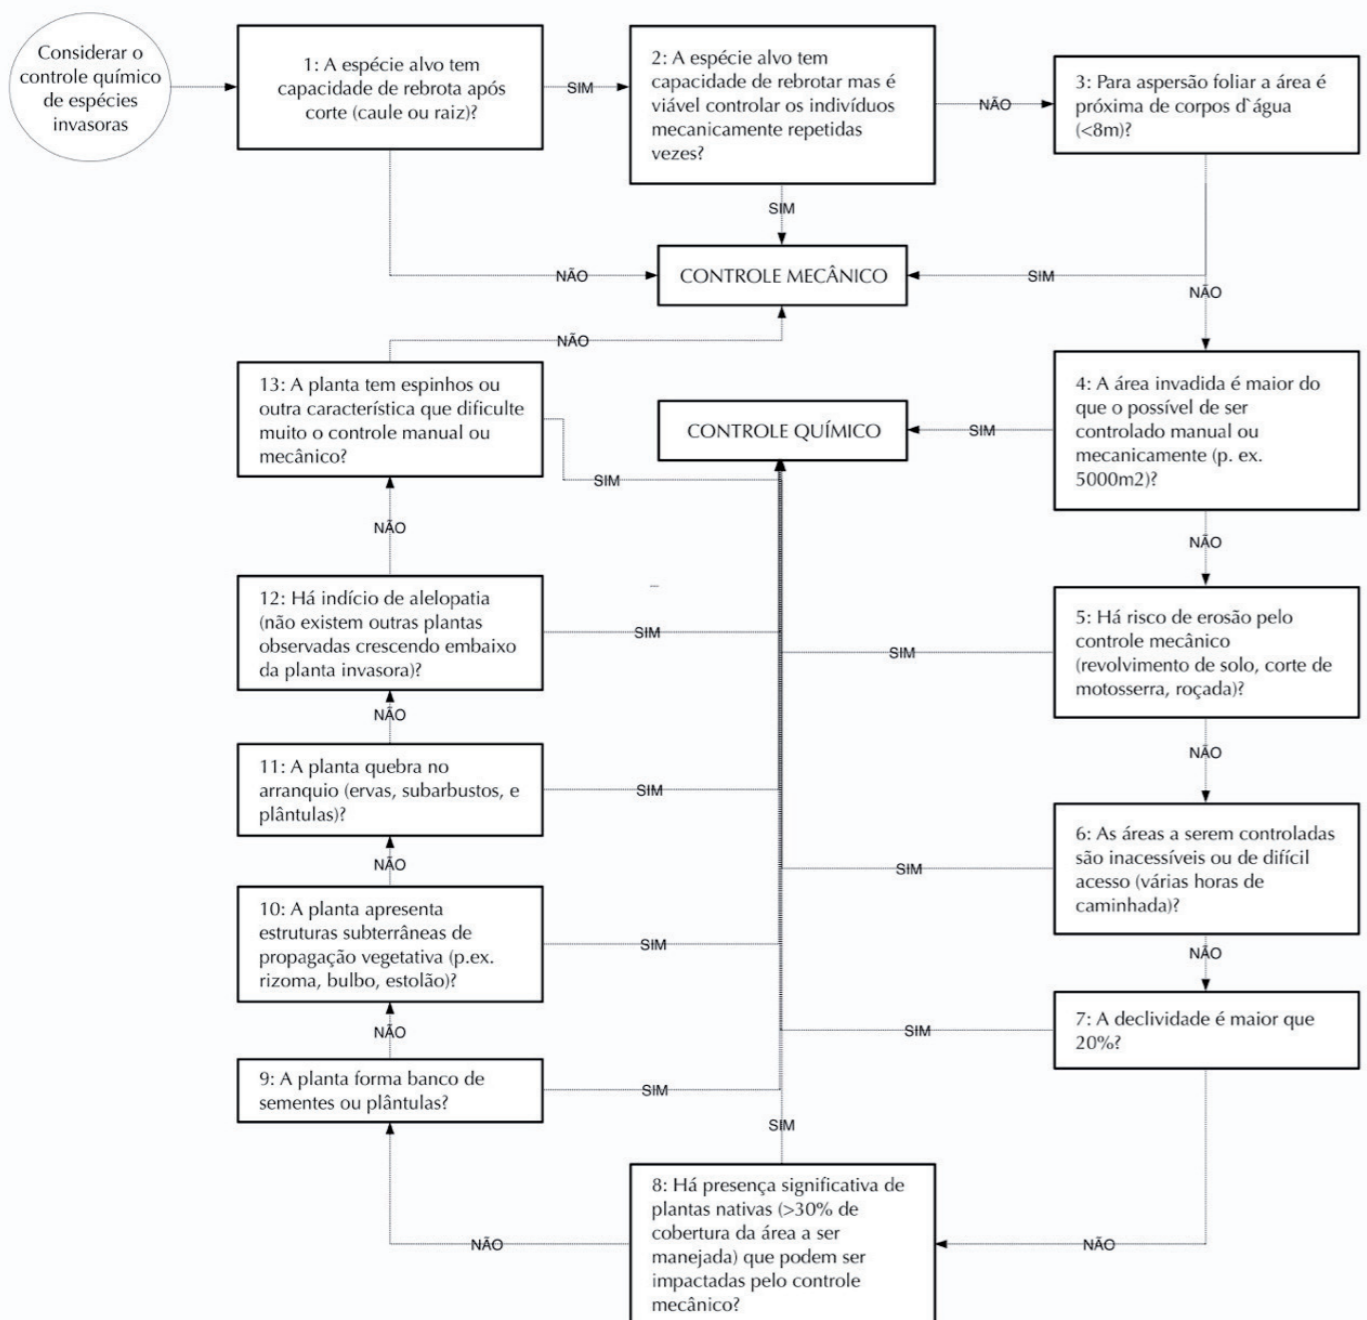 Considerar o
controle químico
de espécies
invasoras
1: A espécie alvo tem
capacidade de rebrota após
corte (caule ou raiz)?
SIM
2: A espécie alvo tem
capacidade de rebrotar mas é
viável controlar os indivíduos
mecanicamente repetidas
vezes?
NÃO
3: Para aspersão foliar a área é
próxima de corpos d`água
(<8m)?
SIM
NÃO
CONTROLE MECÂNICO
SIM
NÃO
NÃO
13: A planta tem espinhos ou
outra característica que dificulte
muito o controle manual ou
mecânico?
SIM
CONTROLE QUÍMICO
SIM
4: A área invadida é maior do
que o possível de ser
controlado manual ou
mecanicamente (p. ex.
5000m2)?
NÃO
NÃO
12: Há indício de alelopatia
(não existem outras plantas
observadas crescendo embaixo
da planta invasora)?
SIM
SIM
5: Há risco de erosão pelo
controle mecânico
(revolvimento de solo, corte de
motosserra, roçada)?
NÃO
NÃO
11: A planta quebra no
arranquio (ervas, subarbustos, e
plântulas)?
SIM
SIM
6: As áreas a serem controladas
são inacessíveis ou de difícil
acesso (várias horas de
caminhada)?
NÃO
NÃO
10: A planta apresenta
estruturas subterrâneas de
propagação vegetativa (p.ex.
rizoma, bulbo, estolão)?
SIM
SIM
7: A declividade é maior que
20%?
NÃO
9: A planta forma banco de
sementes ou plântulas?
SIM
SIM
8: Há presença significativa de
plantas nativas (>30% de
cobertura da área a ser
manejada) que podem ser
impactadas pelo controle
mecânico?
NÃO
NÃO